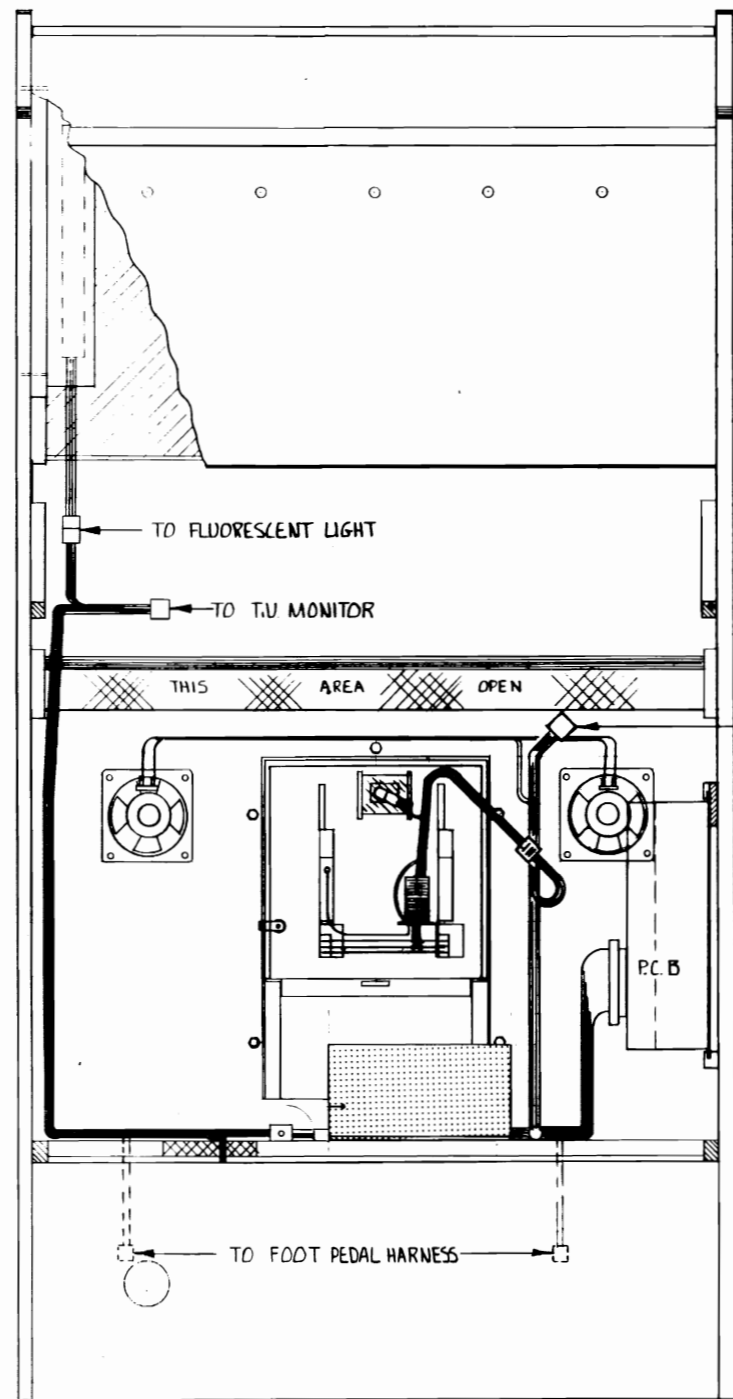 TO FLUORESCENT LIGHT
TO T.V. MONITOR
THIS AREA OPEN
P.C.B
TO FOOT PEDAL HARNESS